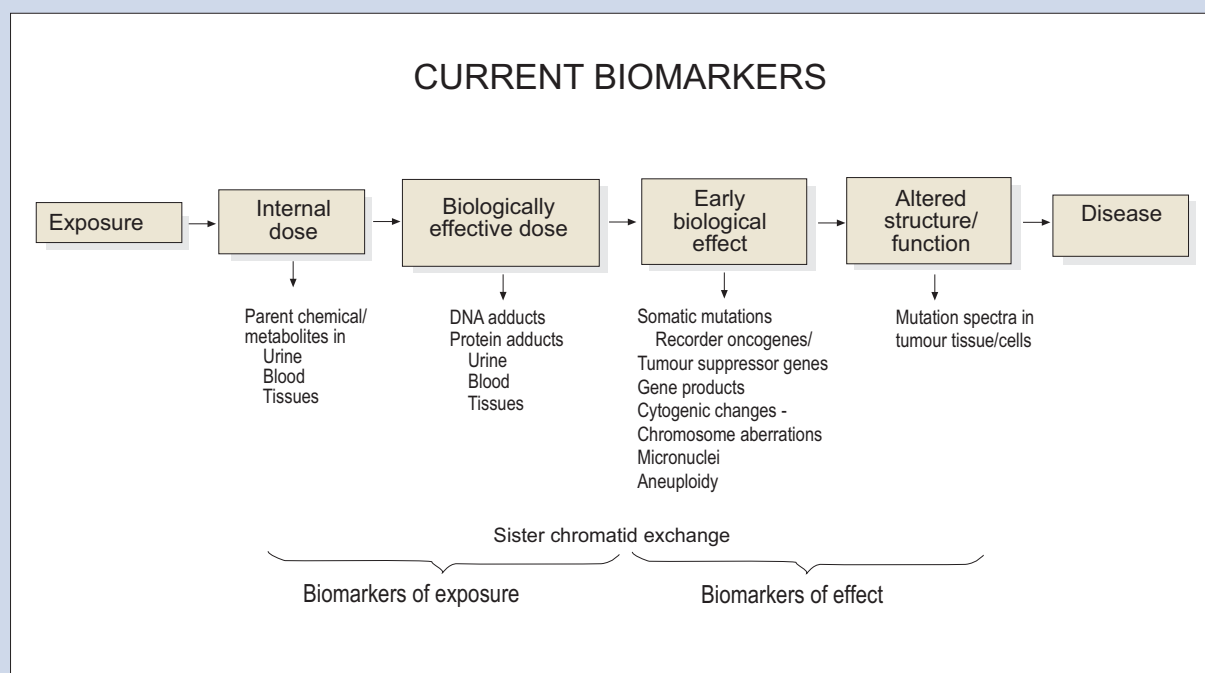 CURRENT BIOMARKERS
Exposure
Internal
dose
Biologically
effective dose
Early
biological
effect
Altered
structure/
function
Disease
Parent chemical/
metabolites in
Urine
Blood
Tissues
DNA adducts
Protein adducts
Urine
Blood
Tissues
Somatic mutations
Recorder oncogenes/
Tumour suppressor genes
Gene products
Cytogenic changes -
Chromosome aberrations
Micronuclei
Aneuploidy
Mutation spectra in
tumour tissue/cells
Sister chromatid exchange
Biomarkers of exposure
Biomarkers of effect